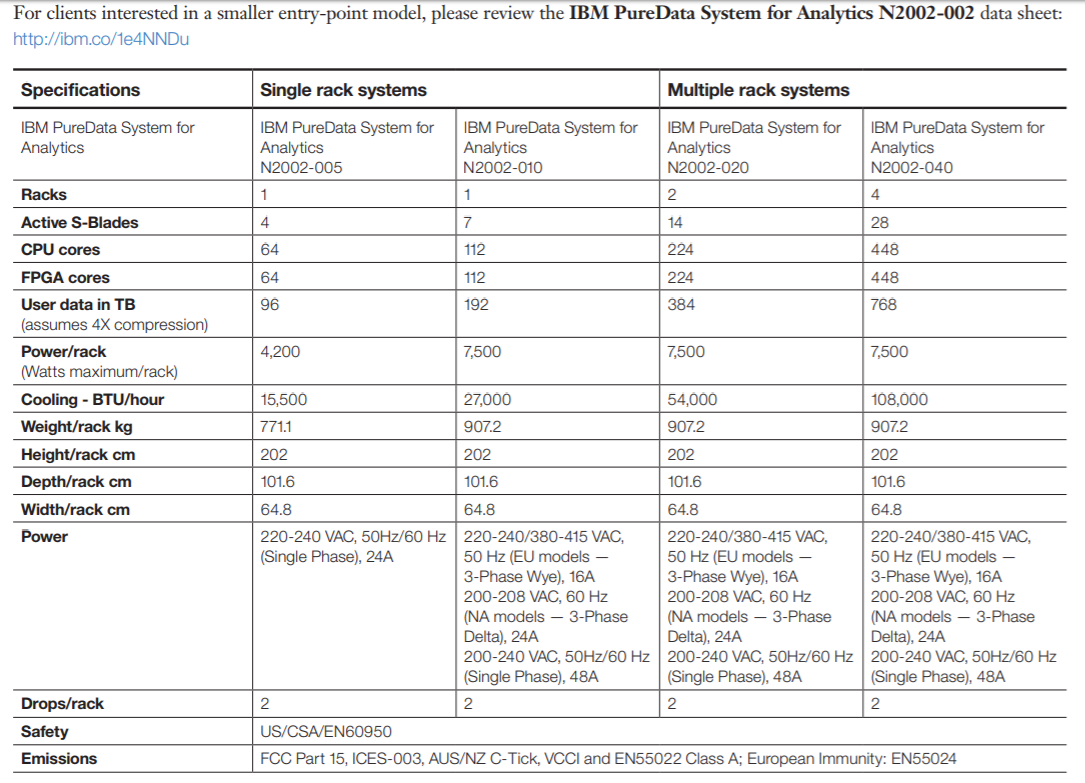 For clients interested in a smaller entry-point model, please review the IBM PureData System for Analytics N2002-002 data sheet:
http://ibm.co/1e4NNDu
Specifications Single rack systems Multiple rack systems
IBM PureData System for IBM PureData System for IBM PureData System for IBM PureData System for IBM PureData System for
Analytics Analytics Analytics Analytics Analytics
N2002-005 N2002-010 N2002-020 N2002-040
Racks 1 1 2 4
Active S-Blades 4 7 14 28
CPU cores 64 112 224 448
FPGA cores 64 112 224 448
User data in TB 96 192 384 768
(assumes 4X compression)
Power/rack 4,200 7,500 7,500 7,500
(Watts maximum/rack)
Cooling - BTU/hour 15,500 27,000 54,000 108,000
Weight/rack kg 771.1 907.2 907.2 907.2
Height/rack cm 202 202 202 202
Depth/rack cm 101.6 101.6 101.6 101.6
Width/rack cm 64.8 64.8 64.8 64.8
Power 220-240 VAC, 50Hz/60 Hz 220-240/380-415 VAC, 220-240/380-415 VAC, 220-240/380-415 VAC,
(Single Phase), 24A 50 Hz (EU models — 50 Hz (EU models — 50 Hz (EU models —
3-Phase Wye), 16A 3-Phase Wye), 16A 3-Phase Wye), 16A
200-208 VAC, 60 Hz 200-208 VAC, 60 Hz 200-208 VAC, 60 Hz
(NA models — 3-Phase (NA models — 3-Phase (NA models — 3-Phase
Delta), 24A Delta), 24A Delta), 24A
200-240 VAC, 50Hz/60 Hz 200-240 VAC, 50Hz/60 Hz 200-240 VAC, 50Hz/60 Hz
(Single Phase), 48A (Single Phase), 48A (Single Phase), 48A
Drops/rack 2 2 2 2
Safety US/CSA/EN60950
Emissions FCC Part 15, ICES-003, AUS/NZ C-Tick, VCCI and EN55022 Class A; European Immunity: EN55024